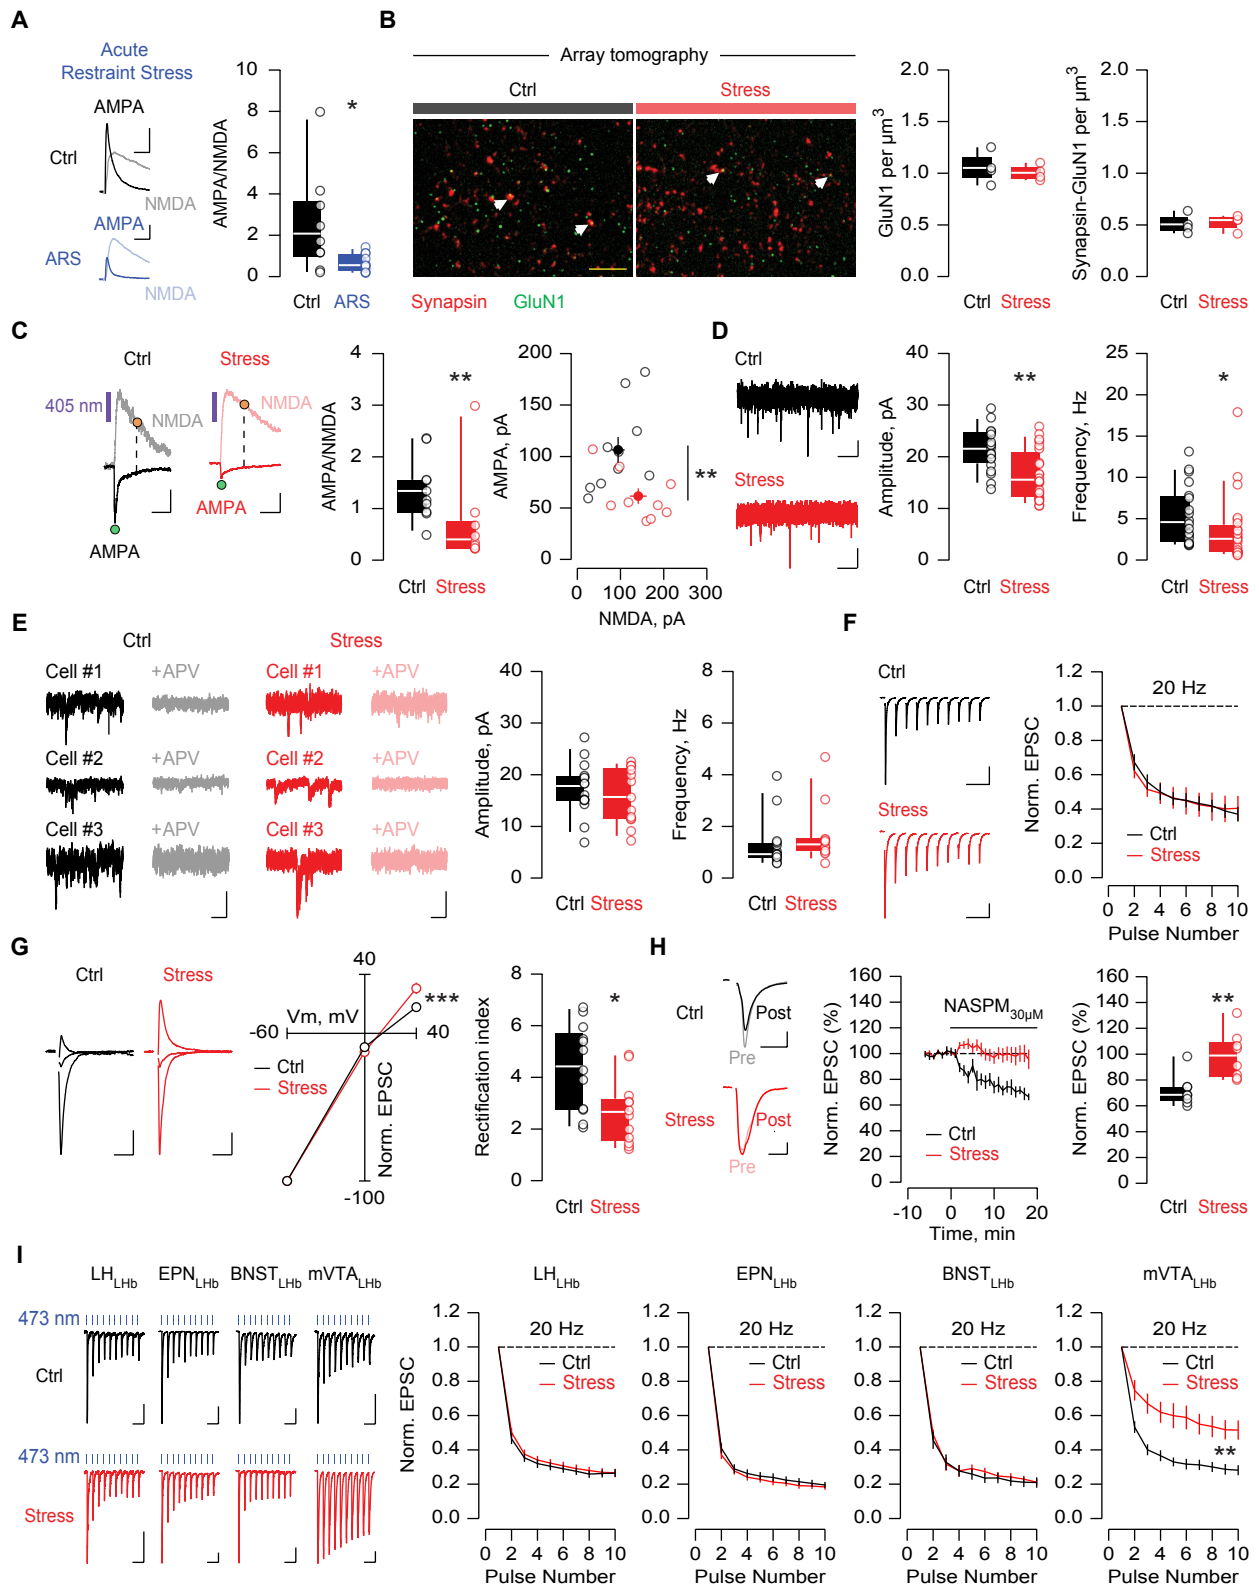 A
Acute
Restraint Stress
AMPA
Ctrl
NMDA
AMPA
ARS
NMDA
AMPA/NMDA
10
8
6
4
2
0
*
Ctrl
ARS
B
Array tomography
Ctrl
Stress
Synapsin
GluN1
GluN1 per µm³
2.0
1.5
1.0
0.5
0.0
Ctrl
Stress
Synapsin-GluN1 per µm³
2.0
1.5
1.0
0.5
0.0
Ctrl
Stress
C
Ctrl
Stress
405 nm
NMDA
NMDA
AMPA
AMPA
AMPA/NMDA
4
3
2
1
0
**
Ctrl
Stress
AMPA, pA
200
150
100
50
0
**
0
100
200
300
NMDA, pA
D
Ctrl
Stress
Amplitude, pA
40
30
20
10
0
**
Ctrl
Stress
Frequency, Hz
25
20
15
10
5
0
*
Ctrl
Stress
E
Ctrl
Stress
Cell #1
+APV
Cell #1
+APV
Cell #2
+APV
Cell #2
+APV
Cell #3
+APV
Cell #3
+APV
Amplitude, pA
40
30
20
10
0
Ctrl
Stress
Frequency, Hz
8
6
4
2
0
Ctrl
Stress
F
Ctrl
Stress
Norm. EPSC
1.2
1.0
0.8
0.6
0.4
0.2
0.0
20 Hz
Ctrl
Stress
0 2 4 6 8 10
Pulse Number
G
Ctrl
Stress
40
Vm, mV
-60
40
***
Ctrl
Stress
Norm. EPSC
-100
Rectification index
8
6
4
2
0
*
Ctrl
Stress
H
Ctrl
Post
Pre
Stress
Post
Pre
Norm. EPSC (%)
160
140
120
100
80
60
40
20
0
NASPM30µM
Ctrl
Stress
-10 0 10 20
Time, min
Norm. EPSC (%)
160
140
120
100
80
60
40
20
0
**
Ctrl
Stress
I
LHLHb
EPNLHb
BNSTLHb
mVTALHb
473 nm
Ctrl
473 nm
Stress
LHLHb
Norm. EPSC
1.2
1.0
0.8
0.6
0.4
0.2
0.0
20 Hz
Ctrl
Stress
0 2 4 6 8 10
Pulse Number
EPNLHb
1.2
1.0
0.8
0.6
0.4
0.2
0.0
20 Hz
Ctrl
Stress
0 2 4 6 8 10
Pulse Number
BNSTLHb
1.2
1.0
0.8
0.6
0.4
0.2
0.0
20 Hz
Ctrl
Stress
0 2 4 6 8 10
Pulse Number
mVTALHb
1.2
1.0
0.8
0.6
0.4
0.2
0.0
20 Hz
Ctrl
Stress
**
0 2 4 6 8 10
Pulse Number